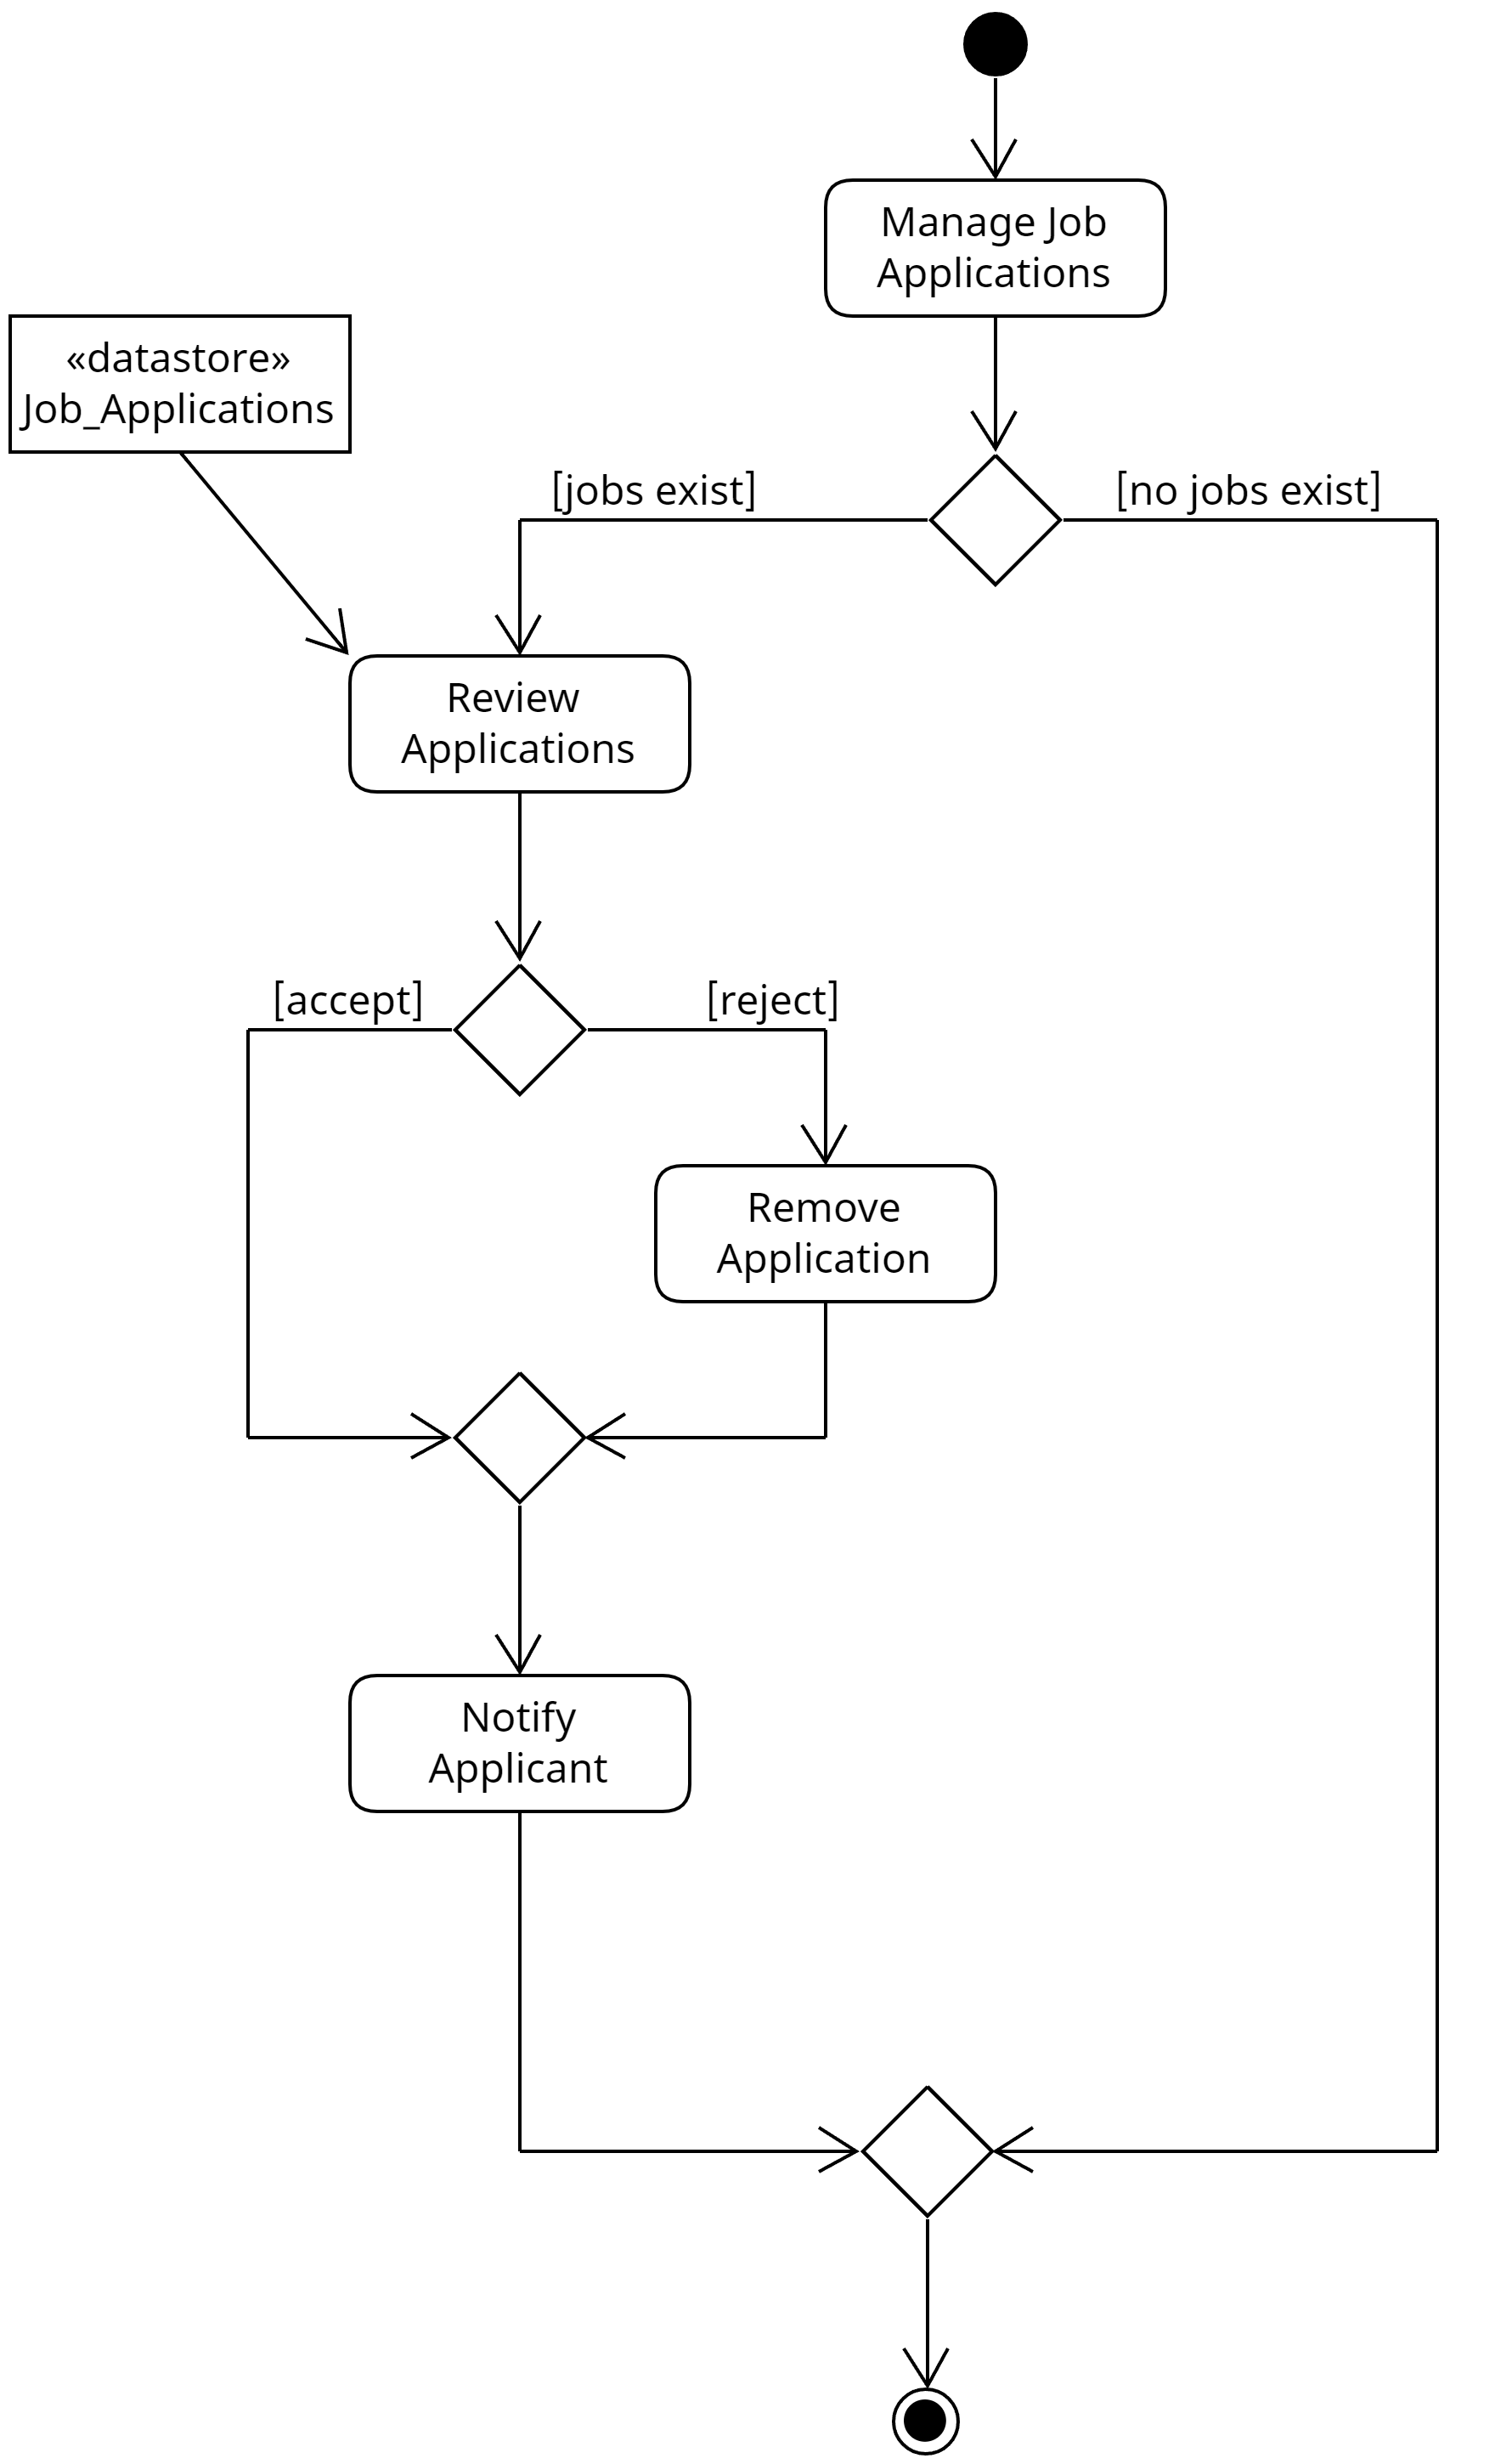 Manage Job
Applications
«datastore»
Job_Applications
[jobs exist]
[no jobs exist]
Review
Applications
[accept]
[reject]
Remove
Application
Notify
Applicant